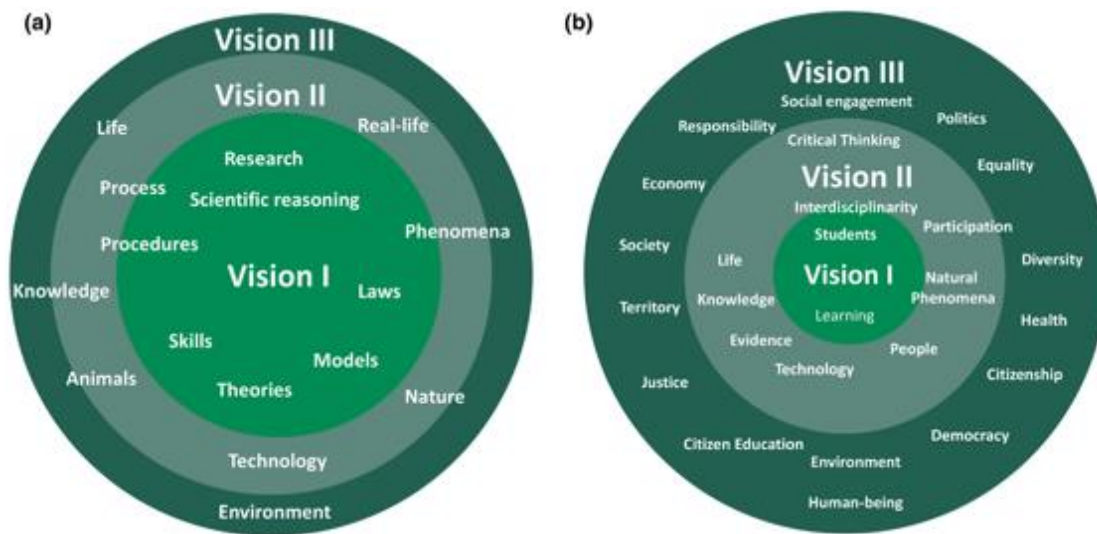 (a)
Vision III
Vision II
Life
Real-life
Research
Process
Scientific reasoning
Procedures
Phenomena
Vision I
Knowledge
Laws
Skills
Models
Animals
Theories
Nature
Technology
Environment
(b)
Vision III
Social engagement
Responsibility
Politics
Critical Thinking
Equality
Economy
Vision II
Interdisciplinarity
Participation
Students
Society
Life
Diversity
Vision I
Natural
Phenomena
Knowledge
Territory
Learning
Health
Evidence
People
Technology
Justice
Citizenship
Citizen Education
Democracy
Environment
Human-being